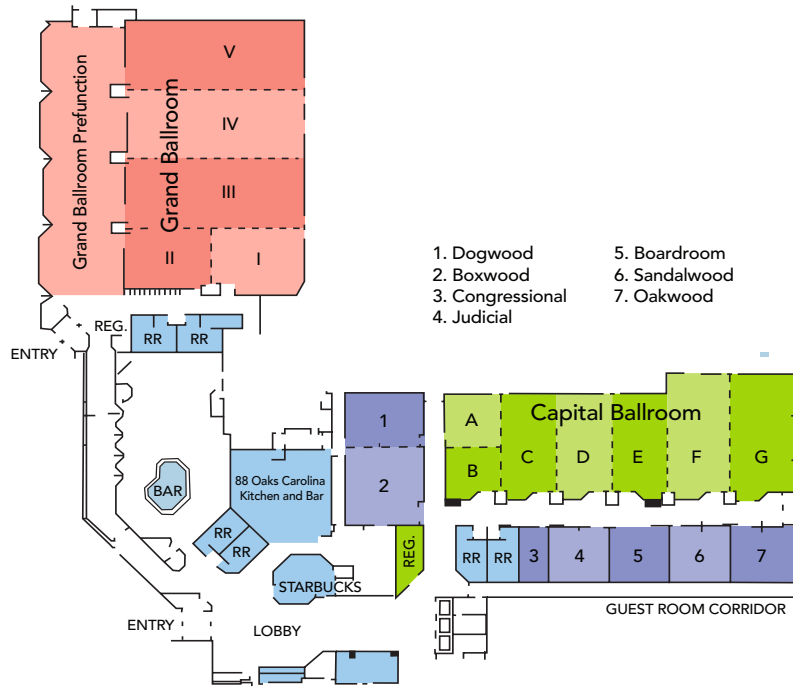 V
IV
III
II
I
Grand Ballroom Prefunction
Grand Ballroom
1. Dogwood
2. Boxwood
3. Congressional
4. Judicial
5. Boardroom
6. Sandalwood
7. Oakwood
REG.
RR
RR
ENTRY
Capital Ballroom
A
B
C
D
E
F
G
1
2
88 Oaks Carolina
Kitchen and Bar
BAR
RR
RR
REG.
RR
RR
3
4
5
6
7
STARBUCKS
GUEST ROOM CORRIDOR
ENTRY
LOBBY